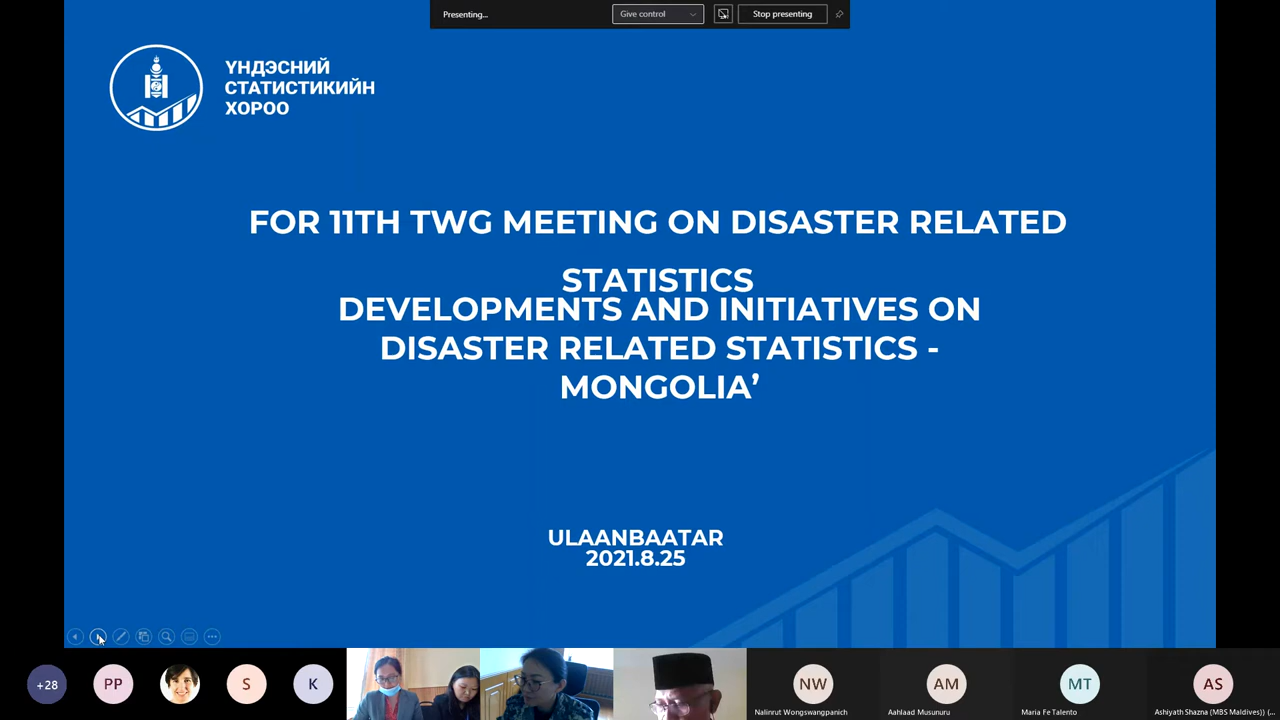 Presenting...
Give control
Stop presenting
ҮНДЭСНИЙ
СТАТИСТИКИЙН
ХОРОО
FOR 11TH TWG MEETING ON DISASTER RELATED
STATISTICS
DEVELOPMENTS AND INITIATIVES ON
DISASTER RELATED STATISTICS -
MONGOLIA’
ULAANBAATAR
2021.8.25
+28
PP
S
K
NW
AM
MT
AS
Nalinrut Wongswangpanich
Aahlaad Musunuru
Maria Fe Talento
Ashiyath Shazna (MBS Maldives)) (...